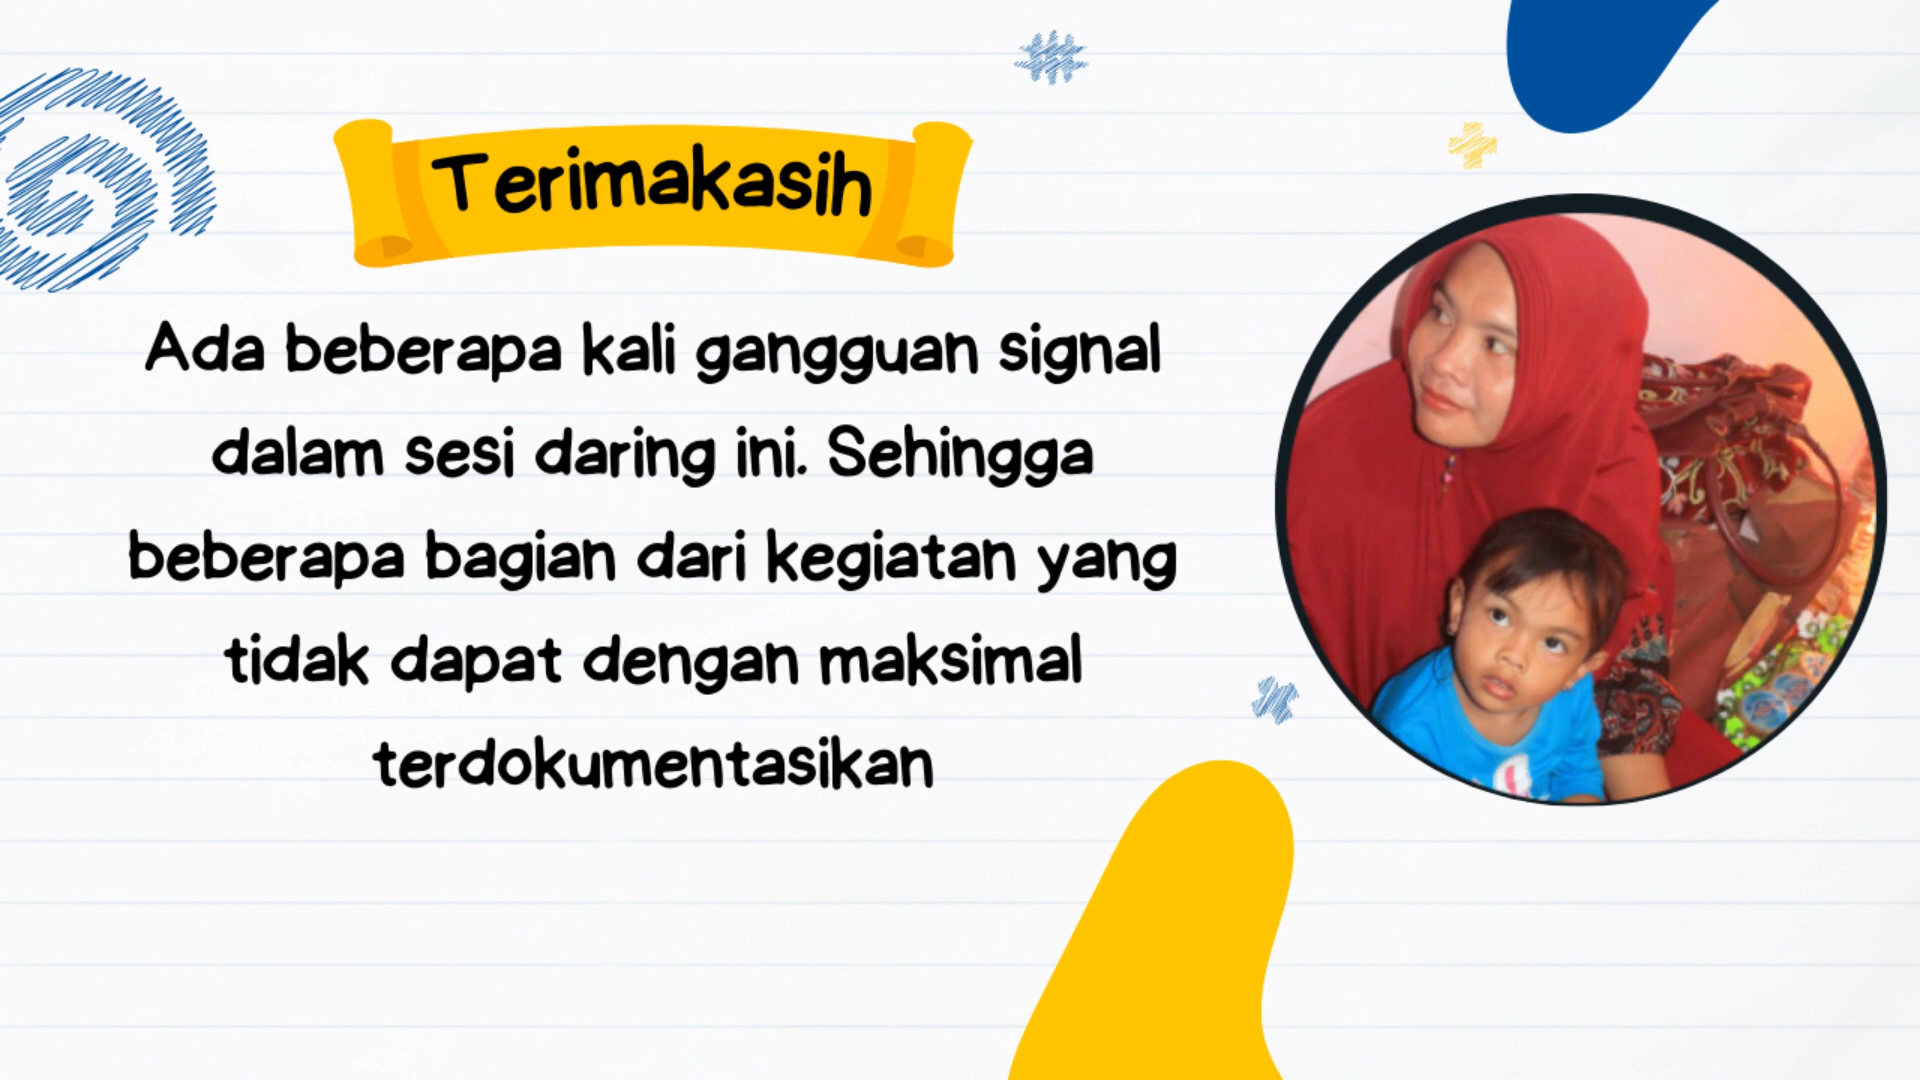 Terimakasih
Ada beberapa kali gangguan signal
dalam sesi daring ini. Sehingga
beberapa bagian dari kegiatan yang
tidak dapat dengan maksimal
terdokumentasikan